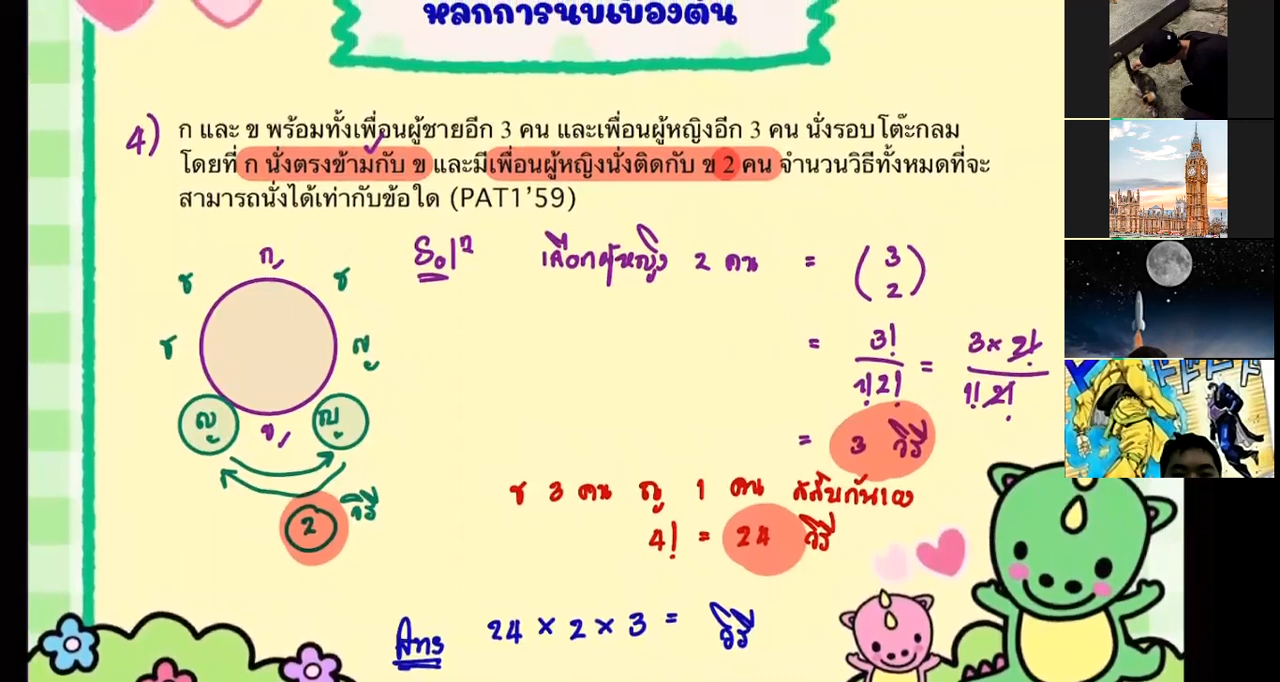 หลักการนับเบื้องต้น
4) ก และ ข พร้อมทั้งเพื่อนผู้ชายอีก 3 คน และเพื่อนผู้หญิงอีก 3 คน นั่งรอบโต๊ะกลม
โดยที่ ก นั่งตรงข้ามกับ ข และมีเพื่อนผู้หญิงนั่งติดกับ ข 2 คน จำนวนวิธีทั้งหมดที่จะ
สามารถนั่งได้เท่ากับข้อใด (PAT1'59)
Solⁿ เลือกผู้หญิง 2 คน = (3 2)
ก
ช ช
ช ญ
ญ ข ญ
2 วิธี
= 3!/1!2! = 3×2!/1!2!
= 3 วิธี
ช 3 คน ญ 1 คน สลับกันเอง
4! = 24 วิธี
Ans 24 × 2 × 3 = วิธี